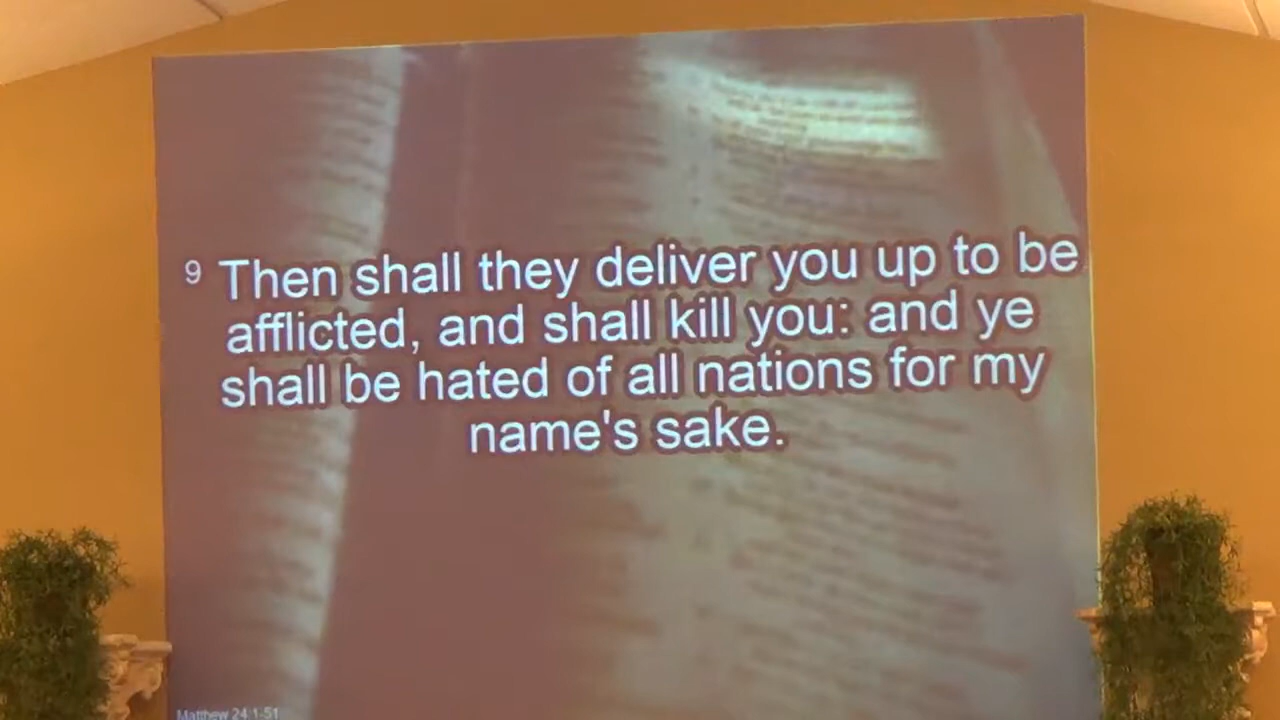 9 Then shall they deliver you up to be
afflicted, and shall kill you: and ye
shall be hated of all nations for my
name's sake.
Matthew 24:1-51